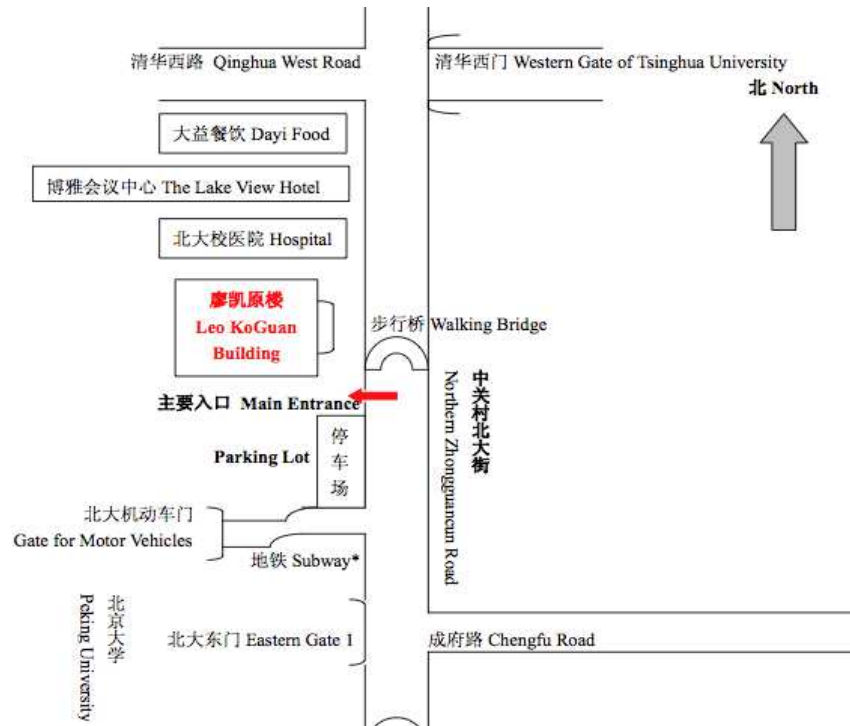 清华西路 Qinghua West Road
清华西门 Western Gate of Tsinghua University
北 North
大益餐饮 Dayi Food
博雅会议中心 The Lake View Hotel
北大校医院 Hospital
廖凯原楼
Leo KoGuan
Building
步行桥 Walking Bridge
主要入口 Main Entrance
中关村北大街
Northern Zhongguancun Road
Parking Lot
停车场
北大机动车门
Gate for Motor Vehicles
地铁 Subway*
北京大学
Peking University
北大东门 Eastern Gate 1
成府路 Chengfu Road